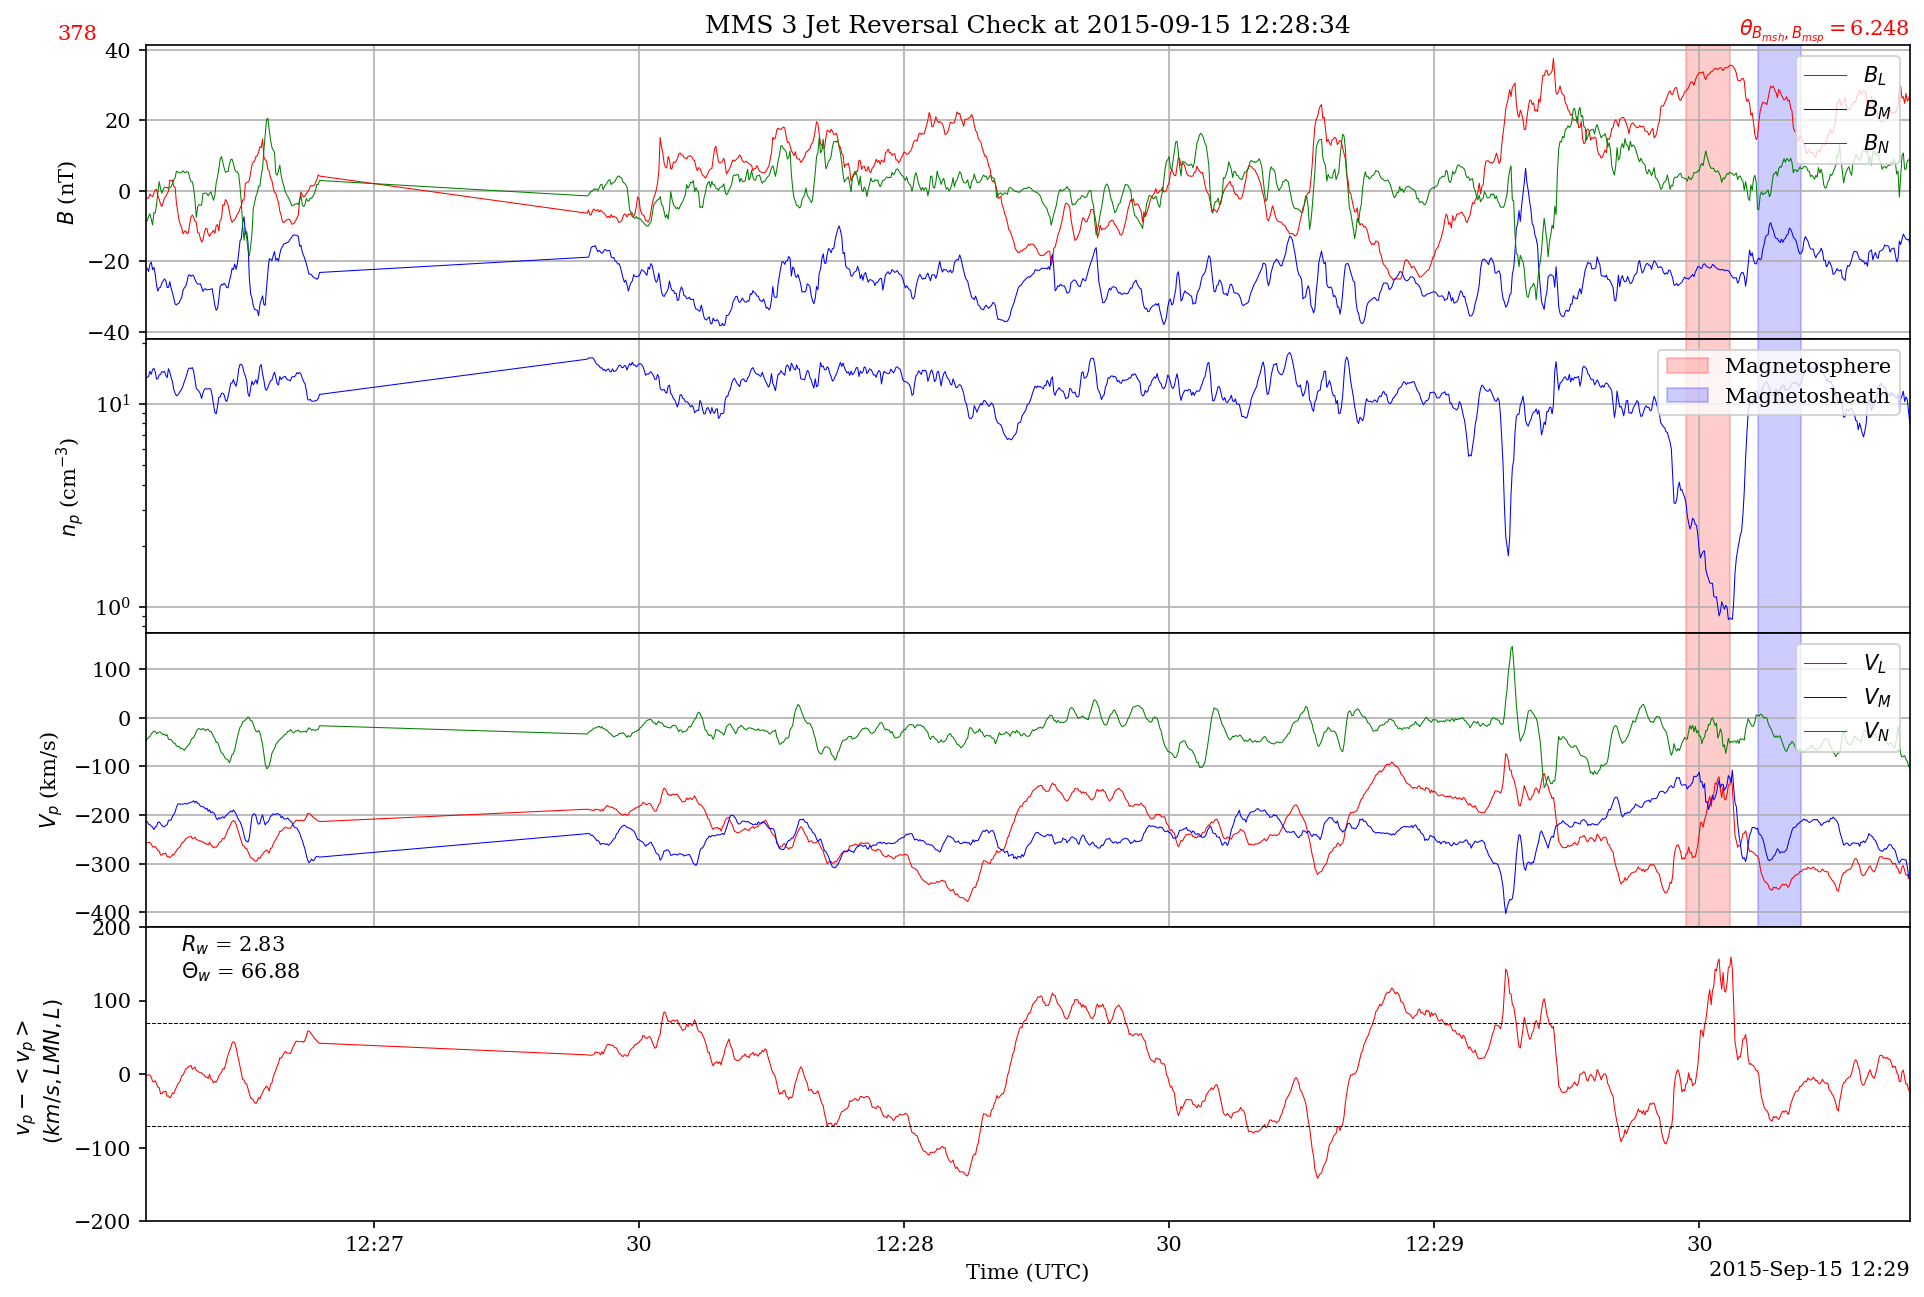 MMS 3 Jet Reversal Check at 2015-09-15 12:28:34
378
θ_{B_{msh}, B_{msp}} = 6.248
40
20
0
−20
−40
B (nT)
B_L
B_M
B_N
10^1
10^0
n_p (cm^{−3})
Magnetosphere
Magnetosheath
100
0
−100
−200
−300
−400
V_p (km/s)
V_L
V_M
V_N
200
100
0
−100
−200
v_p − < v_p >
(km/s, LMN, L)
R_w = 2.83
Θ_w = 66.88
12:27
30
12:28
30
12:29
30
Time (UTC)
2015-Sep-15 12:29